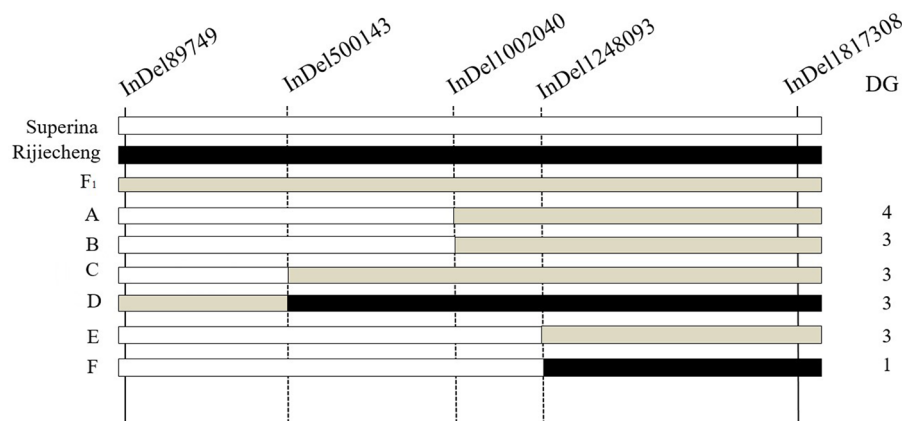 InDel89749 InDel500143 InDel1002040 InDel1248093 InDel1817308
DG
Superina
Rijiecheng
F1
A 4
B 3
C 3
D 3
E 3
F 1